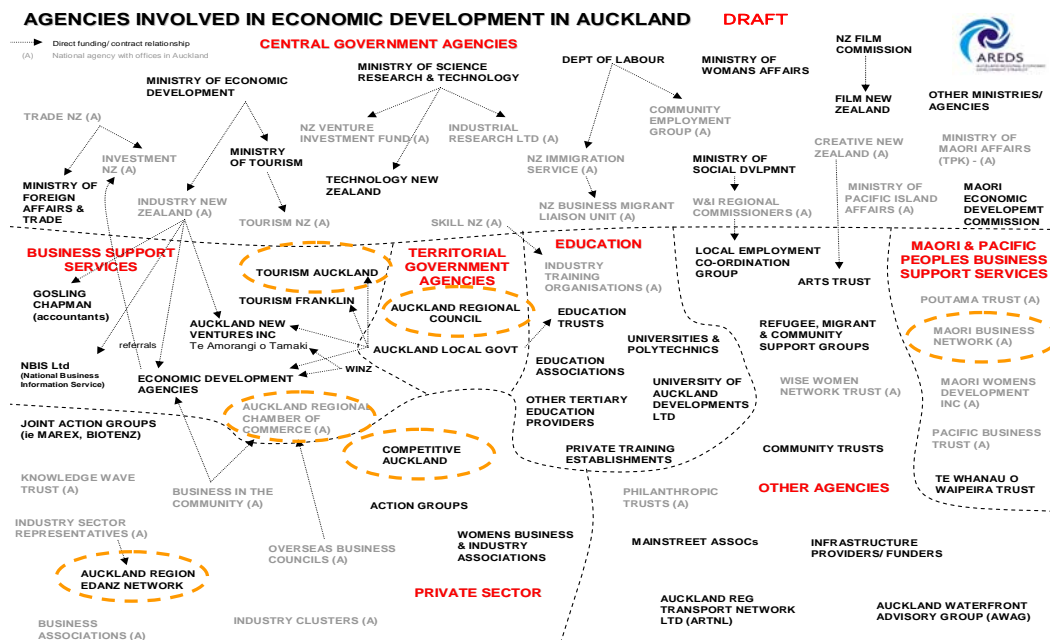 AGENCIES INVOLVED IN ECONOMIC DEVELOPMENT IN AUCKLAND DRAFT
Direct funding/ contract relationship
(A) National agency with offices in Auckland
CENTRAL GOVERNMENT AGENCIES
AREDS
NZ FILM
COMMISSION
FILM NEW
ZEALAND
MINISTRY OF ECONOMIC
DEVELOPMENT
MINISTRY OF SCIENCE
RESEARCH & TECHNOLOGY
DEPT OF LABOUR
MINISTRY OF
WOMANS AFFAIRS
OTHER MINISTRIES/
AGENCIES
TRADE NZ (A)
INVESTMENT
NZ (A)
MINISTRY
OF TOURISM
NZ VENTURE
INVESTMENT FUND (A)
INDUSTRIAL
RESEARCH LTD (A)
COMMUNITY
EMPLOYMENT
GROUP (A)
CREATIVE NEW
ZEALAND (A)
MINISTRY OF
MAORI AFFAIRS
(TPK) - (A)
MINISTRY OF
FOREIGN
AFFAIRS &
TRADE
INDUSTRY NEW
ZEALAND (A)
TOURISM NZ (A)
TECHNOLOGY NEW
ZEALAND
SKILL NZ (A)
NZ IMMIGRATION
SERVICE (A)
NZ BUSINESS MIGRANT
LIAISON UNIT (A)
MINISTRY OF
SOCIAL DVLPMNT
W&I REGIONAL
COMMISSIONERS (A)
MINISTRY OF
PACIFIC ISLAND
AFFAIRS (A)
MAORI
ECONOMIC
DEVELOPEMT
COMMISSION
BUSINESS SUPPORT
SERVICES
GOSLING
CHAPMAN
(accountants)
TOURISM AUCKLAND
TOURISM FRANKLIN
AUCKLAND NEW
VENTURES INC
Te Amorangi o Tamaki
referrals
NBIS Ltd
(National Business
Information Service)
ECONOMIC DEVELOPMENT
AGENCIES
WINZ
TERRITORIAL
GOVERNMENT
AGENCIES
AUCKLAND REGIONAL
COUNCIL
AUCKLAND LOCAL GOVT
EDUCATION
INDUSTRY
TRAINING
ORGANISATIONS (A)
EDUCATION
TRUSTS
UNIVERSITIES &
POLYTECHNICS
EDUCATION
ASSOCIATIONS
UNIVERSITY OF
AUCKLAND
DEVELOPMENTS
LTD
OTHER TERTIARY
EDUCATION
PROVIDERS
PRIVATE TRAINING
ESTABLISHMENTS
LOCAL EMPLOYMENT
CO-ORDINATION
GROUP
ARTS TRUST
REFUGEE, MIGRANT
& COMMUNITY
SUPPORT GROUPS
WISE WOMEN
NETWORK TRUST (A)
COMMUNITY TRUSTS
MAORI & PACIFIC
PEOPLES BUSINESS
SUPPORT SERVICES
POUTAMA TRUST (A)
MAORI BUSINESS
NETWORK (A)
MAORI WOMENS
DEVELOPMENT
INC (A)
PACIFIC BUSINESS
TRUST (A)
TE WHANAU O
WAIPEIRA TRUST
JOINT ACTION GROUPS
(ie MAREX, BIOTENZ)
AUCKLAND REGIONAL
CHAMBER OF
COMMERCE (A)
COMPETITIVE
AUCKLAND
KNOWLEDGE WAVE
TRUST (A)
BUSINESS IN THE
COMMUNITY (A)
ACTION GROUPS
INDUSTRY SECTOR
REPRESENTATIVES (A)
OVERSEAS BUSINESS
COUNCILS (A)
WOMENS BUSINESS
& INDUSTRY
ASSOCIATIONS
AUCKLAND REGION
EDANZ NETWORK
PRIVATE SECTOR
BUSINESS
ASSOCIATIONS (A)
INDUSTRY CLUSTERS (A)
OTHER AGENCIES
PHILANTHROPIC
TRUSTS (A)
MAINSTREET ASSOCs
INFRASTRUCTURE
PROVIDERS/ FUNDERS
AUCKLAND REG
TRANSPORT NETWORK
LTD (ARTNL)
AUCKLAND WATERFRONT
ADVISORY GROUP (AWAG)